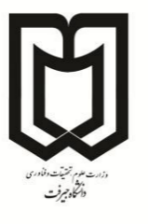 وزارت علوم تحقیقات و فناوری
دانشگاه جیرفت